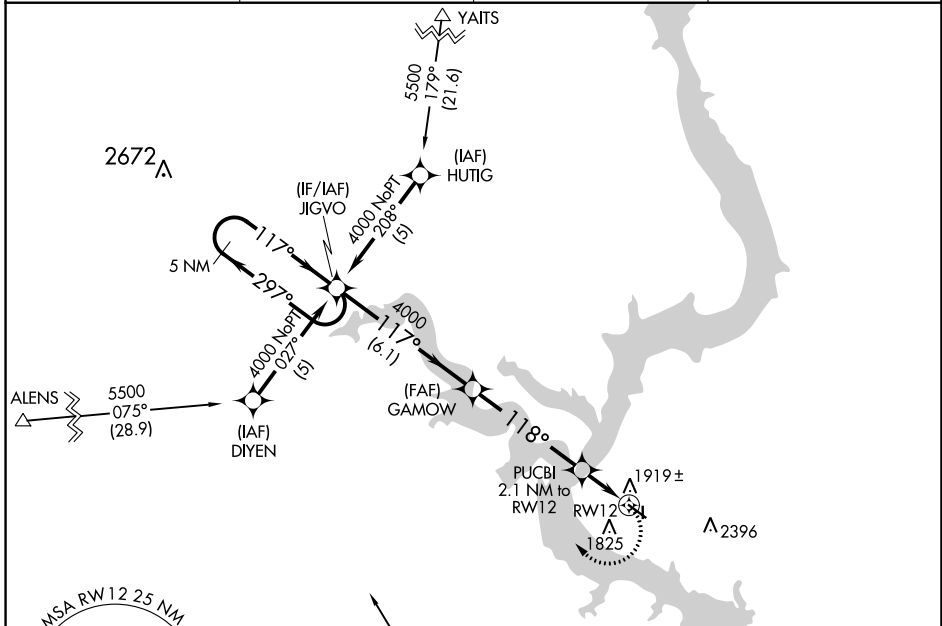 YAITS
5500
179°
(21.6)
2672
(IAF)
HUTIG
(IF/IAF)
JIGVO
4000 NoPT
208°
(5)
117°
5 NM
297°
4000
117°
(6.1)
4000 NoPT
027°
(5)
ALENS
5500
075°
(28.9)
(IAF)
DIYEN
(FAF)
GAMOW
118°
PUCBI
2.1 NM to
RW12
1919±
RW12
1825
2396
MSA RW12 25 NM